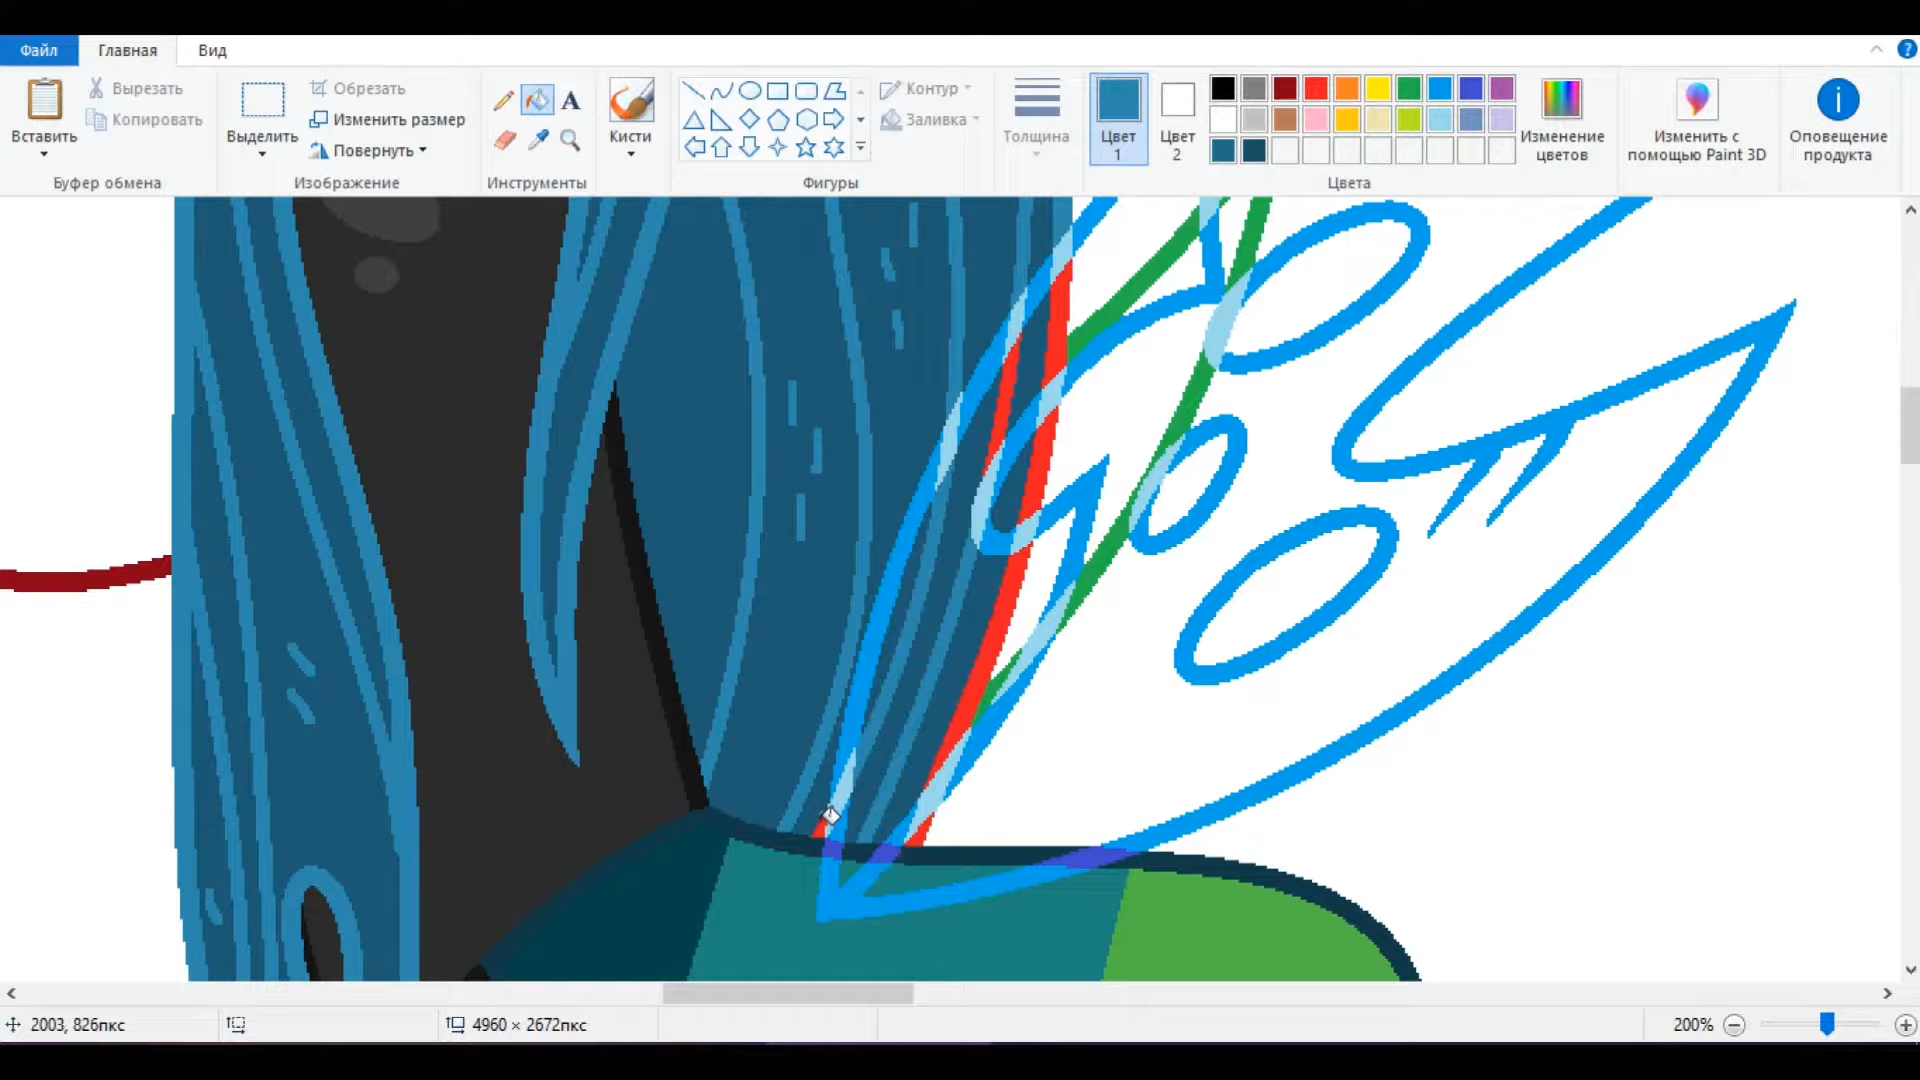 Файл Главная Вид
Вставить
Вырезать
Копировать
Буфер обмена
Выделить
Обрезать
Изменить размер
Повернуть
Изображение
A
Инструменты
Кисти
Контур
Заливка
Фигуры
Толщина
Цвет
1
Цвет
2
Изменение
цветов
Цвета
Изменить с
помощью Paint 3D
Оповещение
продукта
2003, 826пкс
4960 × 2672пкс
200%